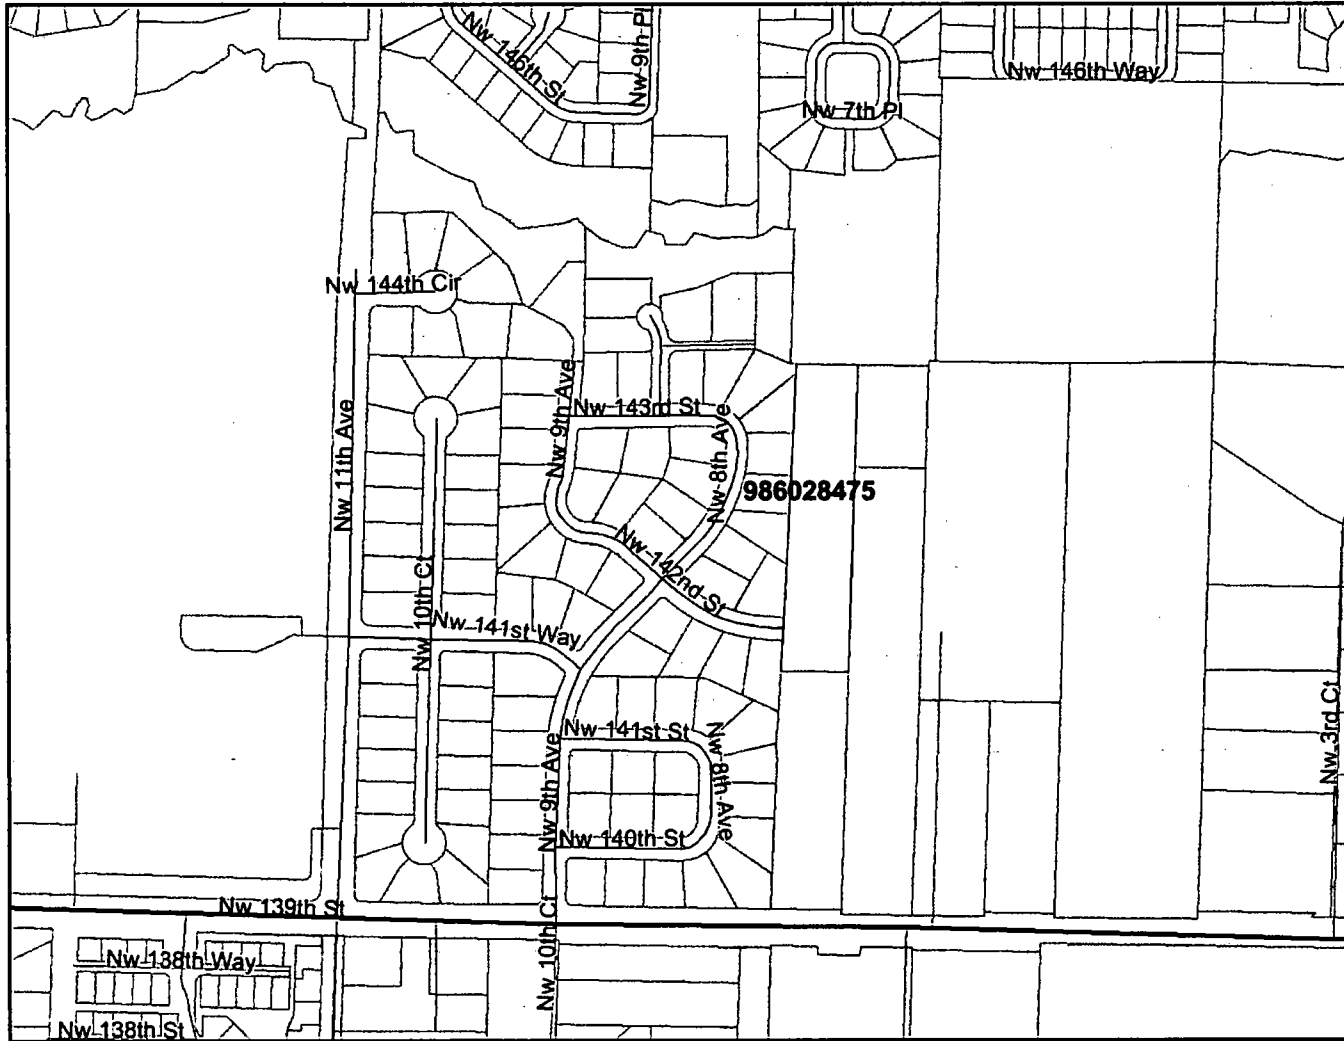 Nw 146th St
Nw 9th Pl
Nw 146th Way
Nw 7th Pl
Nw 144th Cir
Nw 9th Ave
Nw 143rd St
Nw 8th Ave
Nw 11th Ave
986028475
Nw 142nd St
Nw 10th Ct
Nw 141st Way
Nw 141st St
Nw 8th Ave
Nw 3rd Ct
Nw 9th Ave
Nw 140th St
Nw 139th St
Nw 10th Ct
Nw 138th Way
Nw 138th St